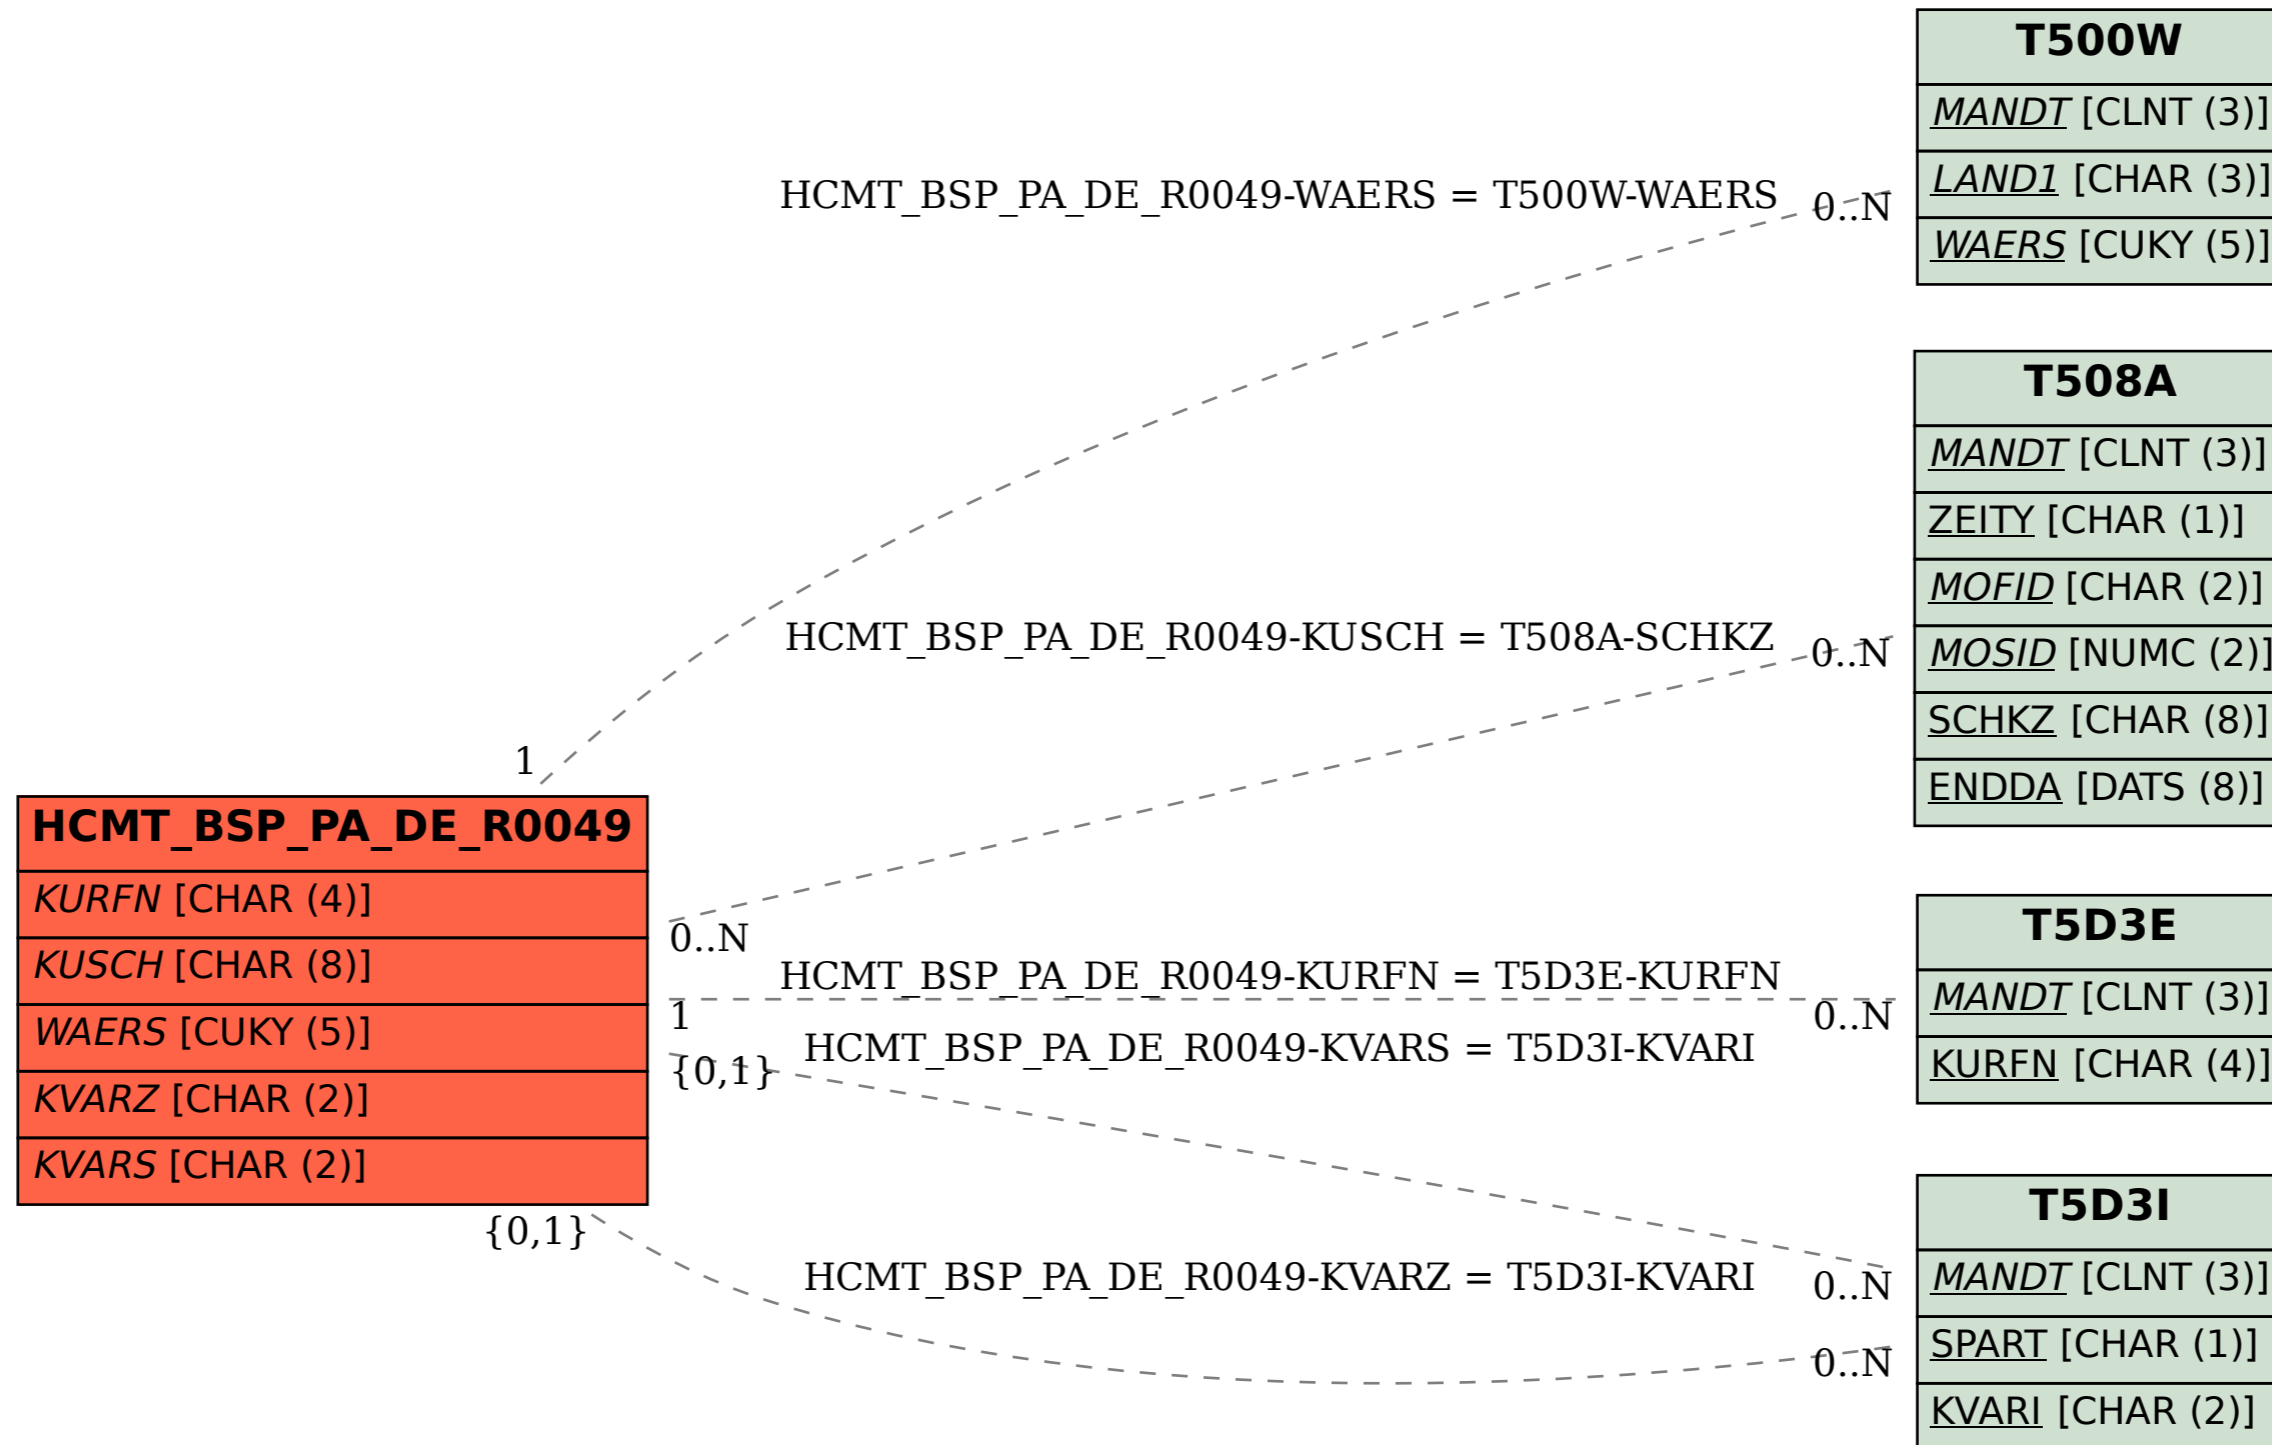 T500W
MANDT [CLNT (3)]
LAND1 [CHAR (3)]
WAERS [CUKY (5)]
HCMT_BSP_PA_DE_R0049-WAERS = T500W-WAERS
0..N
1
T508A
MANDT [CLNT (3)]
ZEITY [CHAR (1)]
MOFID [CHAR (2)]
MOSID [NUMC (2)]
SCHKZ [CHAR (8)]
ENDDA [DATS (8)]
HCMT_BSP_PA_DE_R0049-KUSCH = T508A-SCHKZ
0..N
0..N
HCMT_BSP_PA_DE_R0049
KURFN [CHAR (4)]
KUSCH [CHAR (8)]
WAERS [CUKY (5)]
KVARZ [CHAR (2)]
KVARS [CHAR (2)]
HCMT_BSP_PA_DE_R0049-KURFN = T5D3E-KURFN
1
0..N
T5D3E
MANDT [CLNT (3)]
KURFN [CHAR (4)]
HCMT_BSP_PA_DE_R0049-KVARS = T5D3I-KVARI
{0,1}
0..N
HCMT_BSP_PA_DE_R0049-KVARZ = T5D3I-KVARI
{0,1}
0..N
T5D3I
MANDT [CLNT (3)]
SPART [CHAR (1)]
KVARI [CHAR (2)]